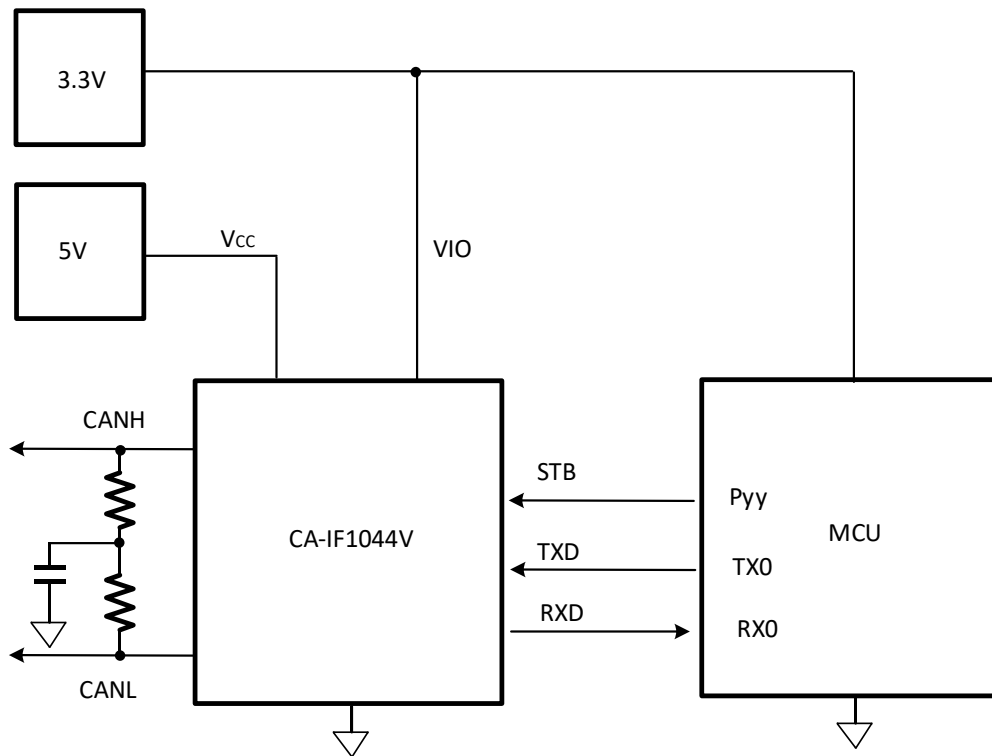 3.3V
5V
VCC
VIO
CANH
STB
Pyy
CA-IF1044V
MCU
TXD
TX0
RXD
RX0
CANL